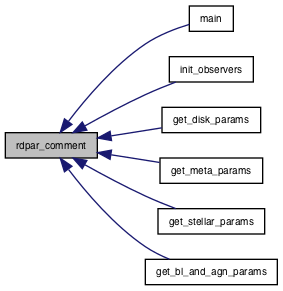 main
init_observers
get_disk_params
rdpar_comment
get_meta_params
get_stellar_params
get_bl_and_agn_params